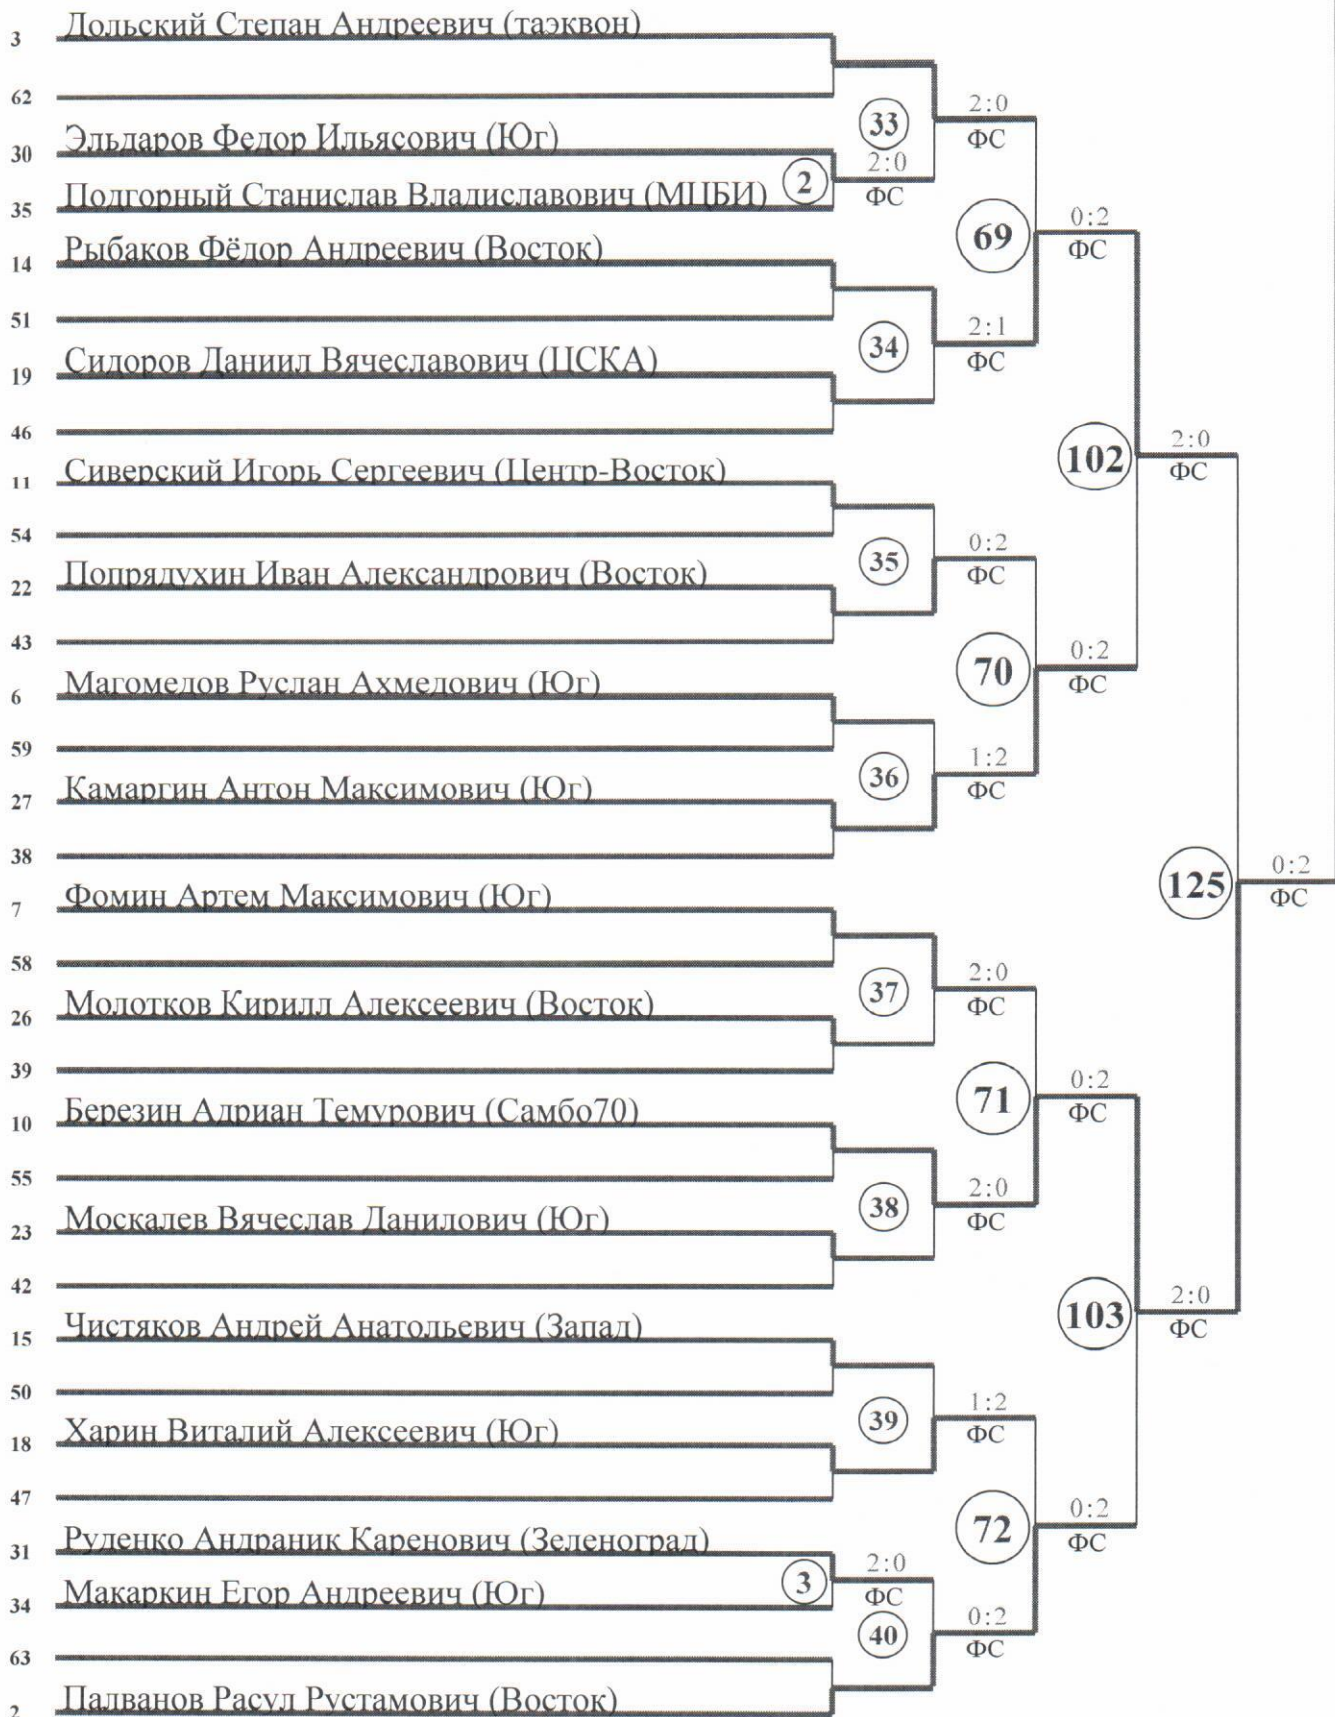 3 Дольский Степан Андреевич (таэквон)
62
2:0
33
ФС
30 Эльдаров Федор Ильясович (Юг)
2 2:0
ФС
35 Подгорный Станислав Владиславович (МЦБИ)
69 0:2
ФС
14 Рыбаков Фёдор Андреевич (Восток)
51
34 2:1
ФС
19 Сидоров Даниил Вячеславович (ЦСКА)
46
102 2:0
ФС
11 Сиверский Игорь Сергеевич (Центр-Восток)
54
35 0:2
ФС
22 Попрядухин Иван Александрович (Восток)
43
70 0:2
ФС
6 Магомедов Руслан Ахмедович (Юг)
59
36 1:2
ФС
27 Камаргин Антон Максимович (Юг)
38
125 0:2
ФС
7 Фомин Артем Максимович (Юг)
58
37 2:0
ФС
26 Молотков Кирилл Алексеевич (Восток)
39
71 0:2
ФС
10 Березин Адриан Темурович (Самбо70)
55
38 2:0
ФС
23 Москалев Вячеслав Данилович (Юг)
42
103 2:0
ФС
15 Чистяков Андрей Анатольевич (Запад)
50
39 1:2
ФС
18 Харин Виталий Алексеевич (Юг)
47
72 0:2
ФС
31 Руденко Андраник Каренович (Зеленоград)
3 2:0
ФС
34 Макаркин Егор Андреевич (Юг)
40 0:2
ФС
63
2 Палванов Расул Рустамович (Восток)